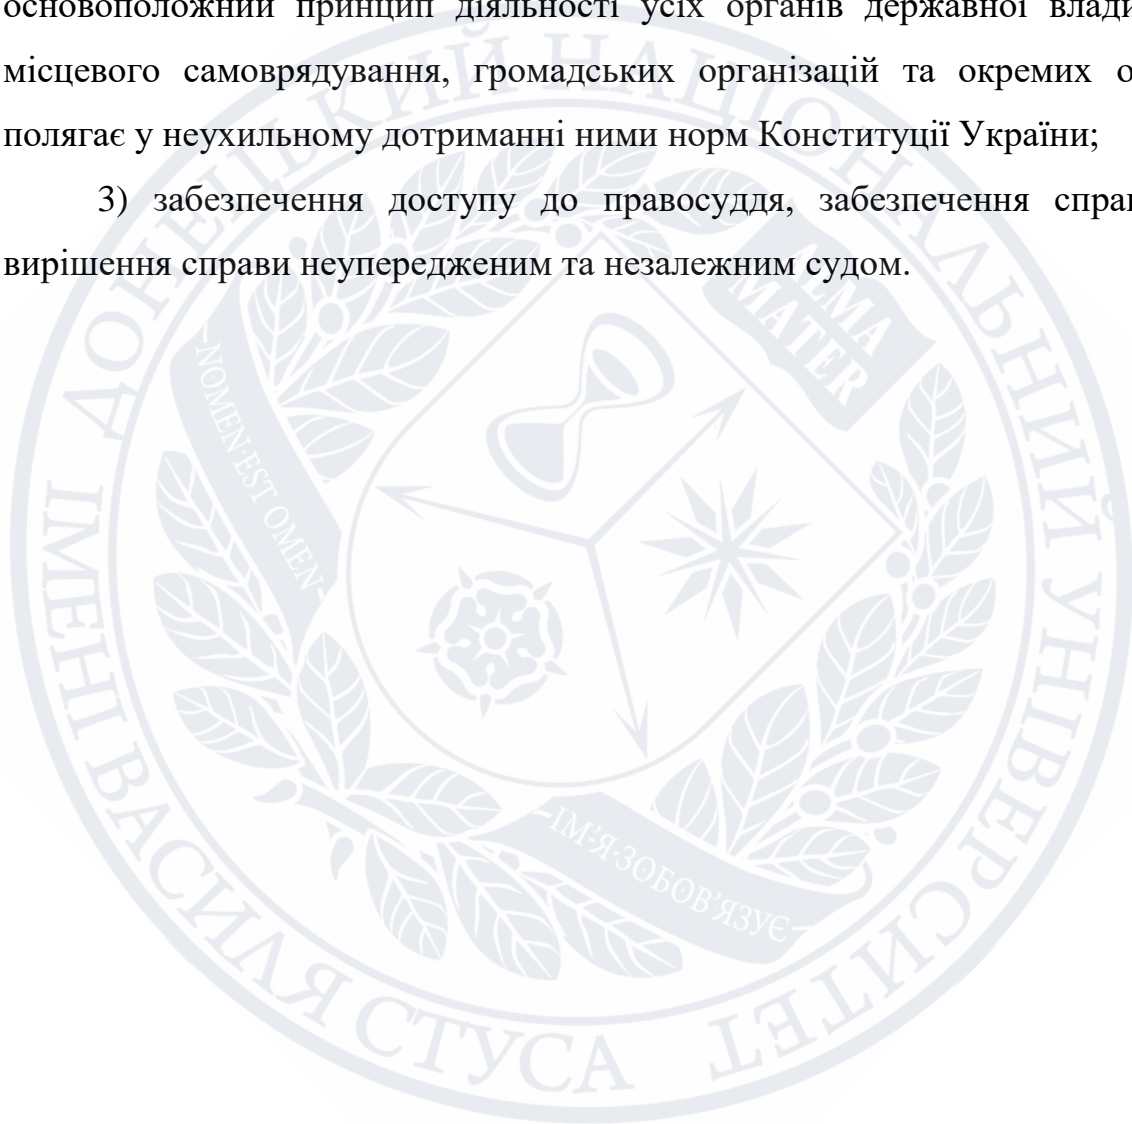 основоположний принцип діяльності усіх органів державної влади
місцевого самоврядування, громадських організацій та окремих о
полягає у неухильному дотриманні ними норм Конституції України;
3) забезпечення доступу до правосуддя, забезпечення спра
вирішення справи неупередженим та незалежним судом.
ДОНЕЦЬКИЙ НАЦІОНАЛЬНИЙ УНІВЕРСИТЕТ
ІМЕНІ ВАСИЛЯ СТУСА
ALMA
MATER
NOMEN·EST·OMEN
ІМ'Я·ЗОБОВ'ЯЗУЄ